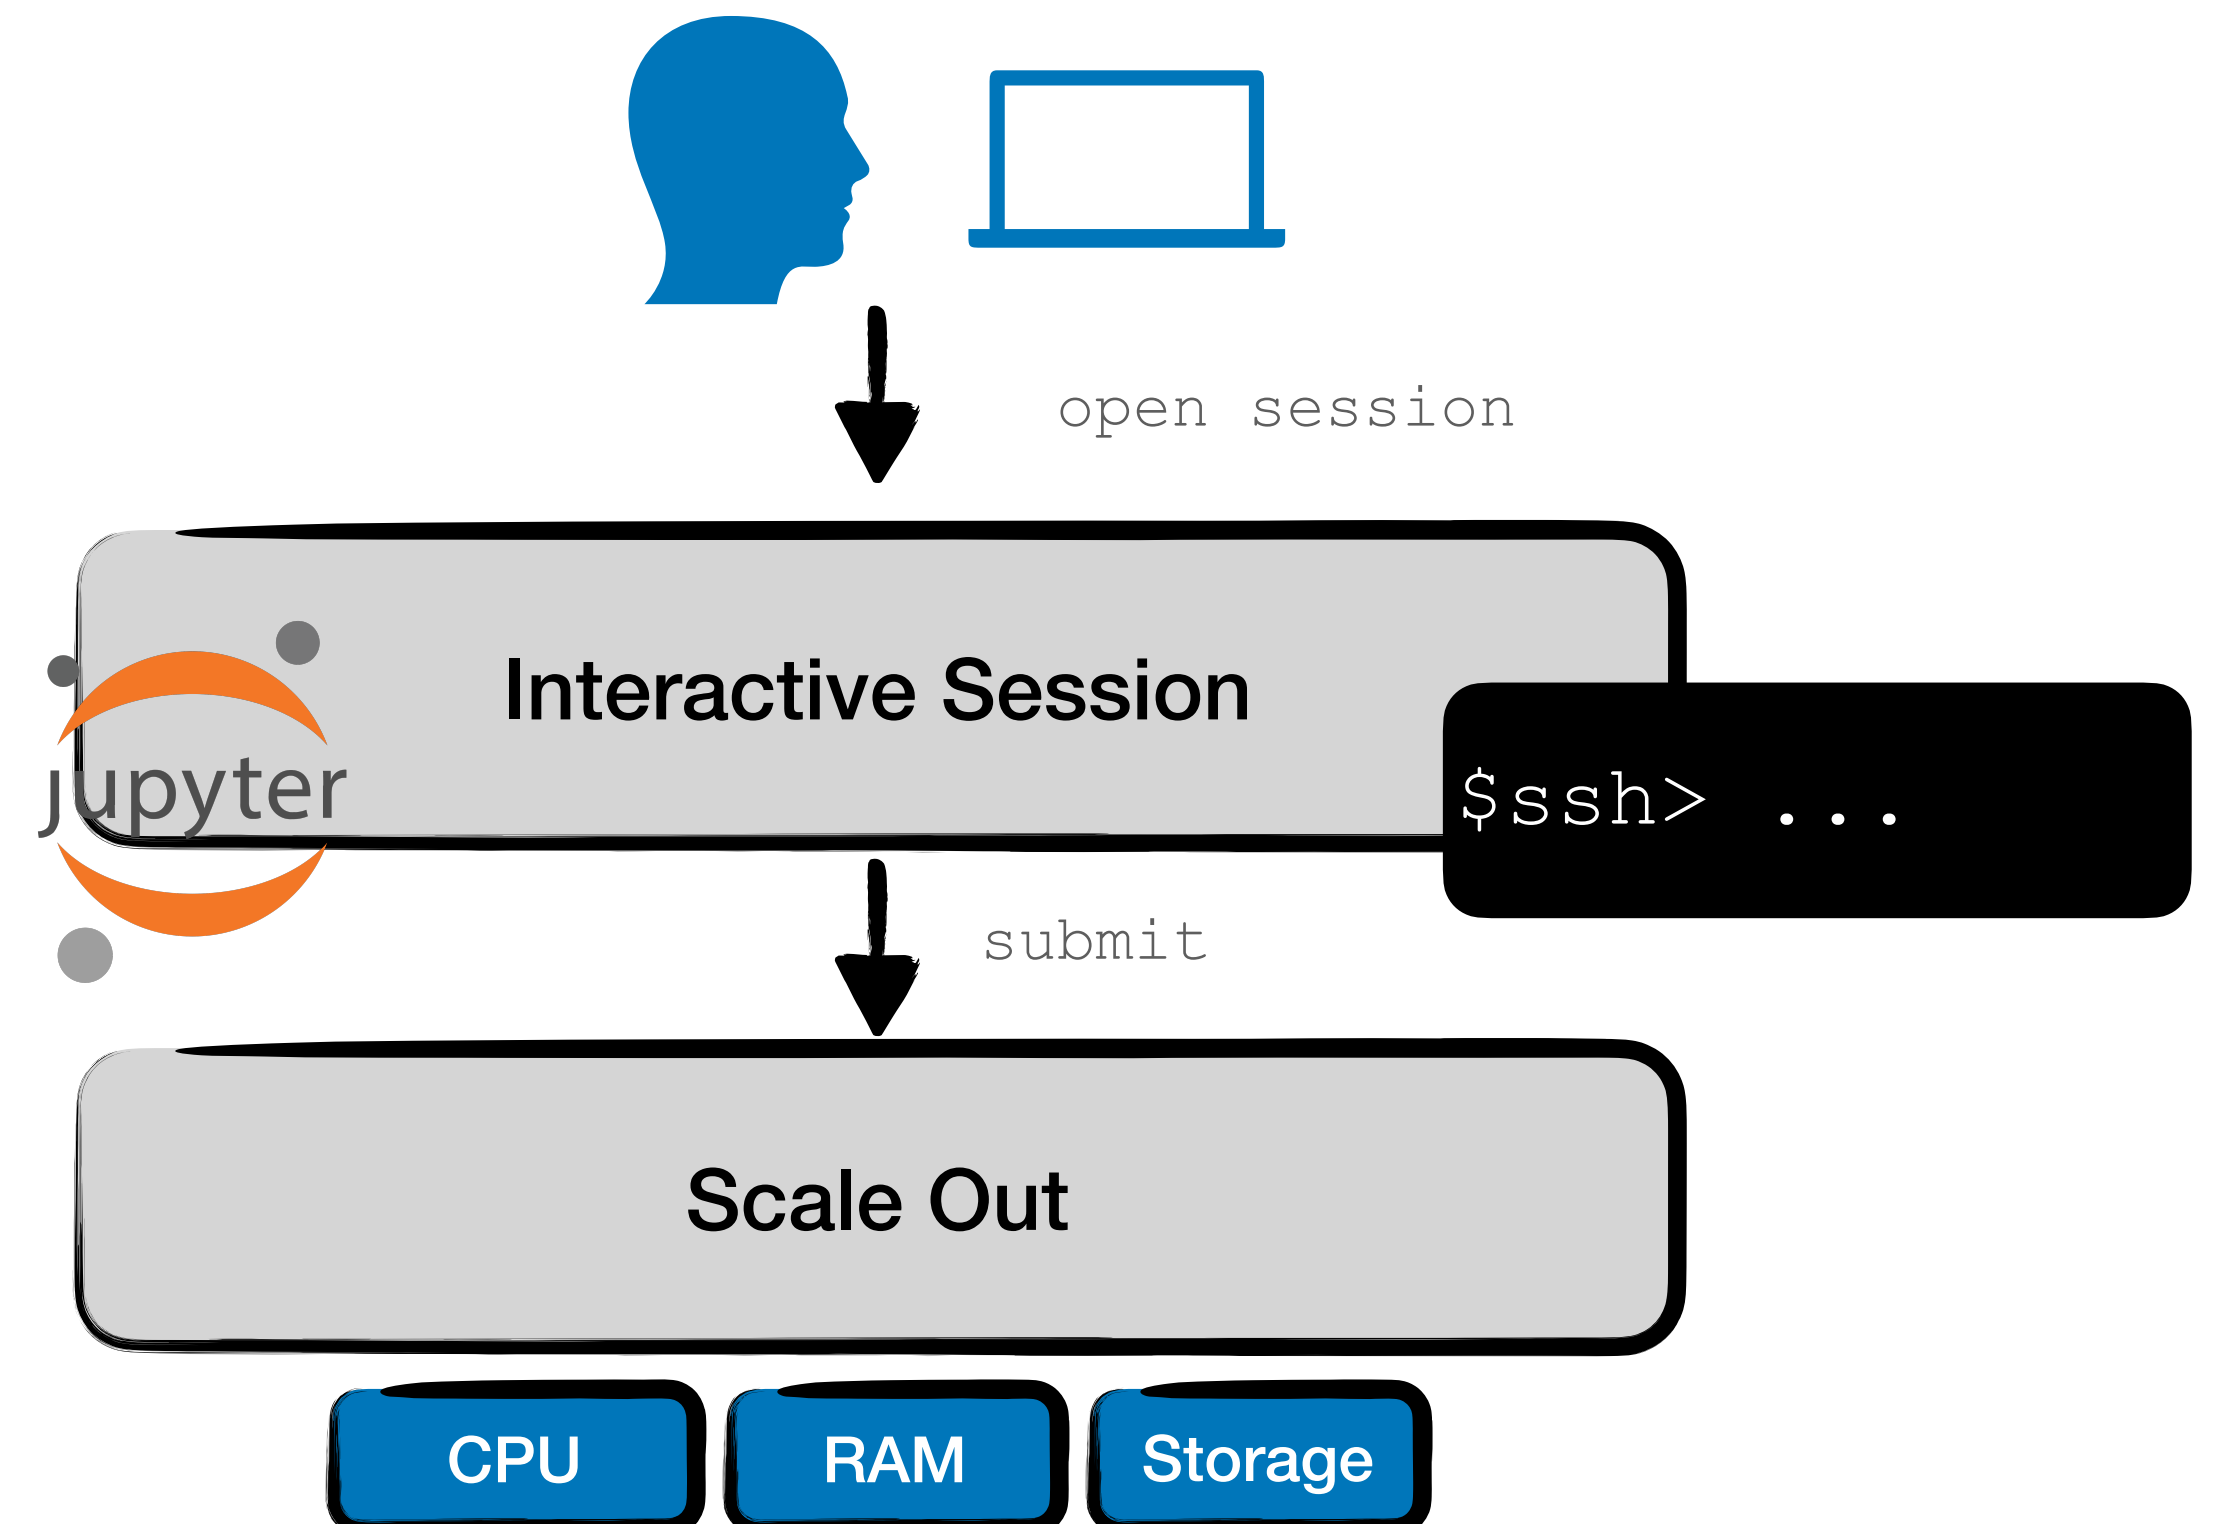 open session
Interactive Session
jupyter
$ssh> ...
submit
Scale Out
CPU
RAM
Storage